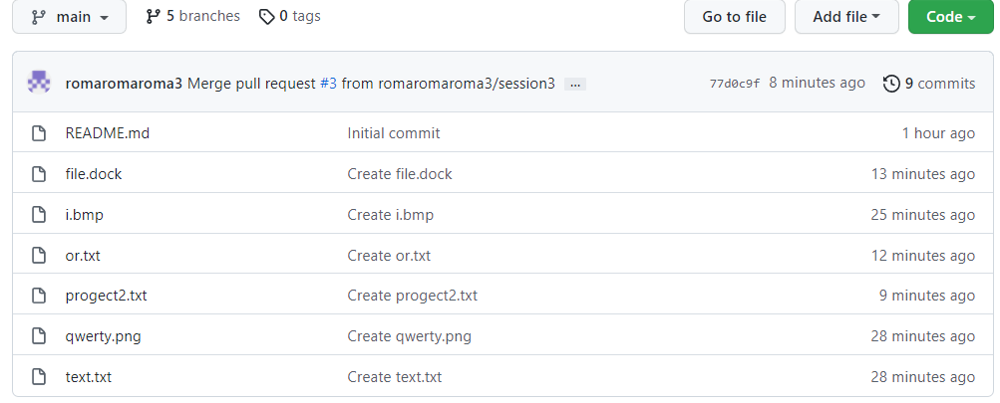 main 5 branches 0 tags Go to file Add file Code
romaromaroma3 Merge pull request #3 from romaromaroma3/session3 ... 77d0c9f 8 minutes ago 9 commits
README.md Initial commit 1 hour ago
file.dock Create file.dock 13 minutes ago
i.bmp Create i.bmp 25 minutes ago
or.txt Create or.txt 12 minutes ago
progect2.txt Create progect2.txt 9 minutes ago
qwerty.png Create qwerty.png 28 minutes ago
text.txt Create text.txt 28 minutes ago